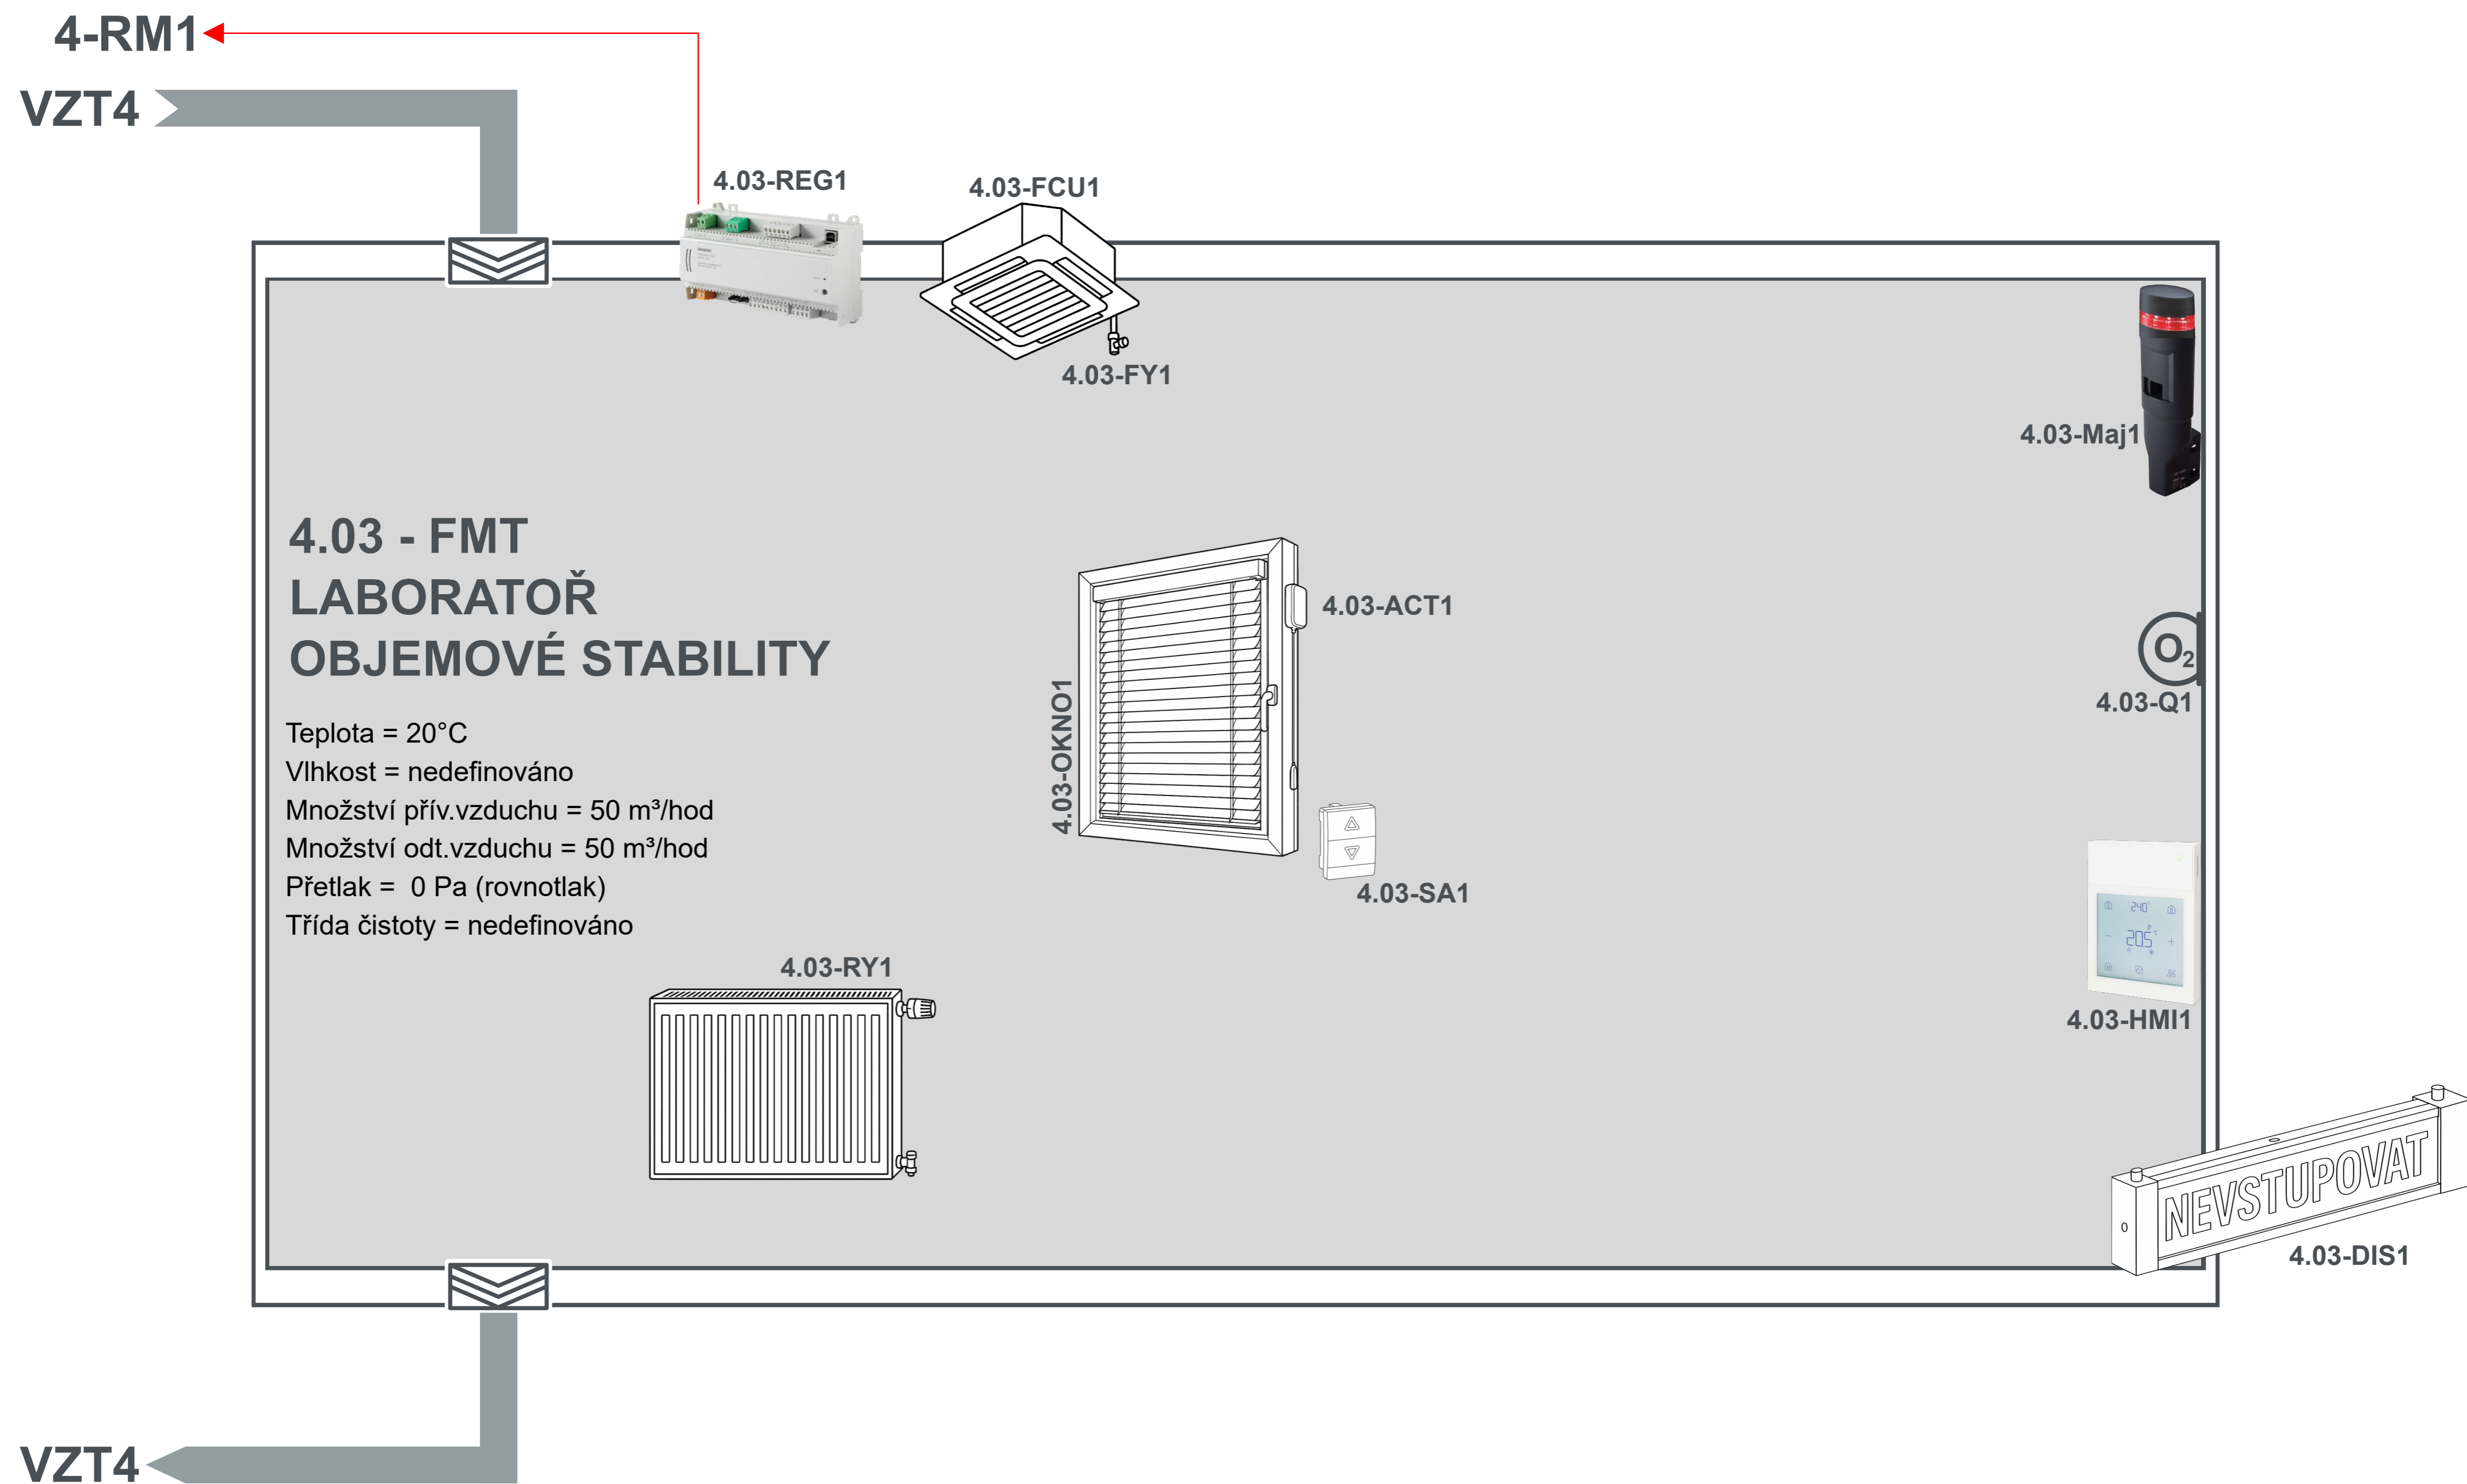 4-RM1
VZT4
4.03-REG1
4.03-FCU1
4.03-FY1
4.03-Maj1
4.03 - FMT
LABORATOŘ
OBJEMOVÉ STABILITY
4.03-ACT1
4.03-OKNO1
O₂
4.03-Q1
Teplota = 20°C
Vlhkost = nedefinováno
Množství přív.vzduchu = 50 m³/hod
Množství odt.vzduchu = 50 m³/hod
Přetlak =  0 Pa (rovnotlak)
Třída čistoty = nedefinováno
4.03-SA1
4.03-RY1
4.03-HMI1
NEVSTUPOVAT
4.03-DIS1
VZT4